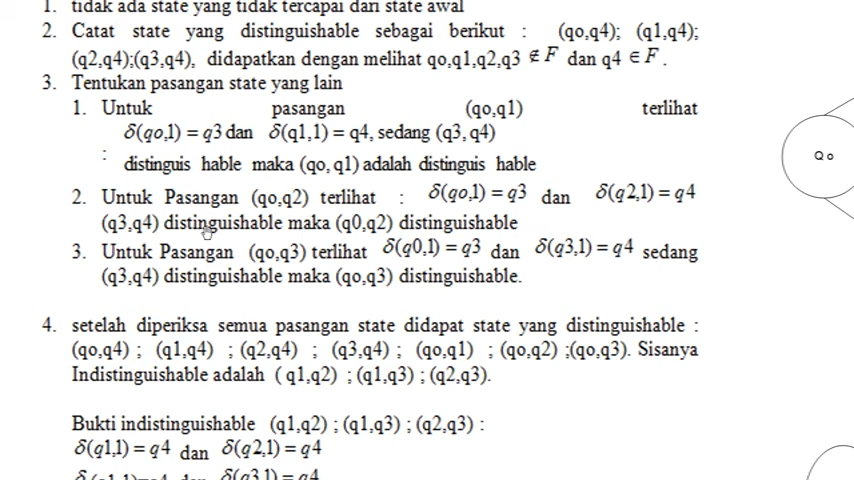 1. tidak ada state yang tidak tercapai dari state awal
2. Catat state yang distinguishable sebagai berikut : (qo,q4); (q1,q4);
(q2,q4);(q3,q4), didapatkan dengan melihat qo,q1,q2,q3 ∉ F dan q4 ∈ F .
3. Tentukan pasangan state yang lain
1. Untuk pasangan (qo,q1) terlihat
δ(qo,1) = q3 dan δ(q1,1) = q4, sedang (q3, q4)
: distinguis hable maka (qo, q1) adalah distinguis hable
2. Untuk Pasangan (qo,q2) terlihat : δ(qo,1) = q3 dan δ(q2,1) = q4
(q3,q4) distinguishable maka (q0,q2) distinguishable
3. Untuk Pasangan (qo,q3) terlihat δ(q0,1) = q3 dan δ(q3,1) = q4 sedang
(q3,q4) distinguishable maka (qo,q3) distinguishable.
4. setelah diperiksa semua pasangan state didapat state yang distinguishable :
(qo,q4) ; (q1,q4) ; (q2,q4) ; (q3,q4) ; (qo,q1) ; (qo,q2) ;(qo,q3). Sisanya
Indistinguishable adalah ( q1,q2) ; (q1,q3) ; (q2,q3).
Bukti indistinguishable (q1,q2) ; (q1,q3) ; (q2,q3) :
δ(q1,1) = q4 dan δ(q2,1) = q4
δ(q1,1)=q4 dan δ(q3,1) = q4
Q o